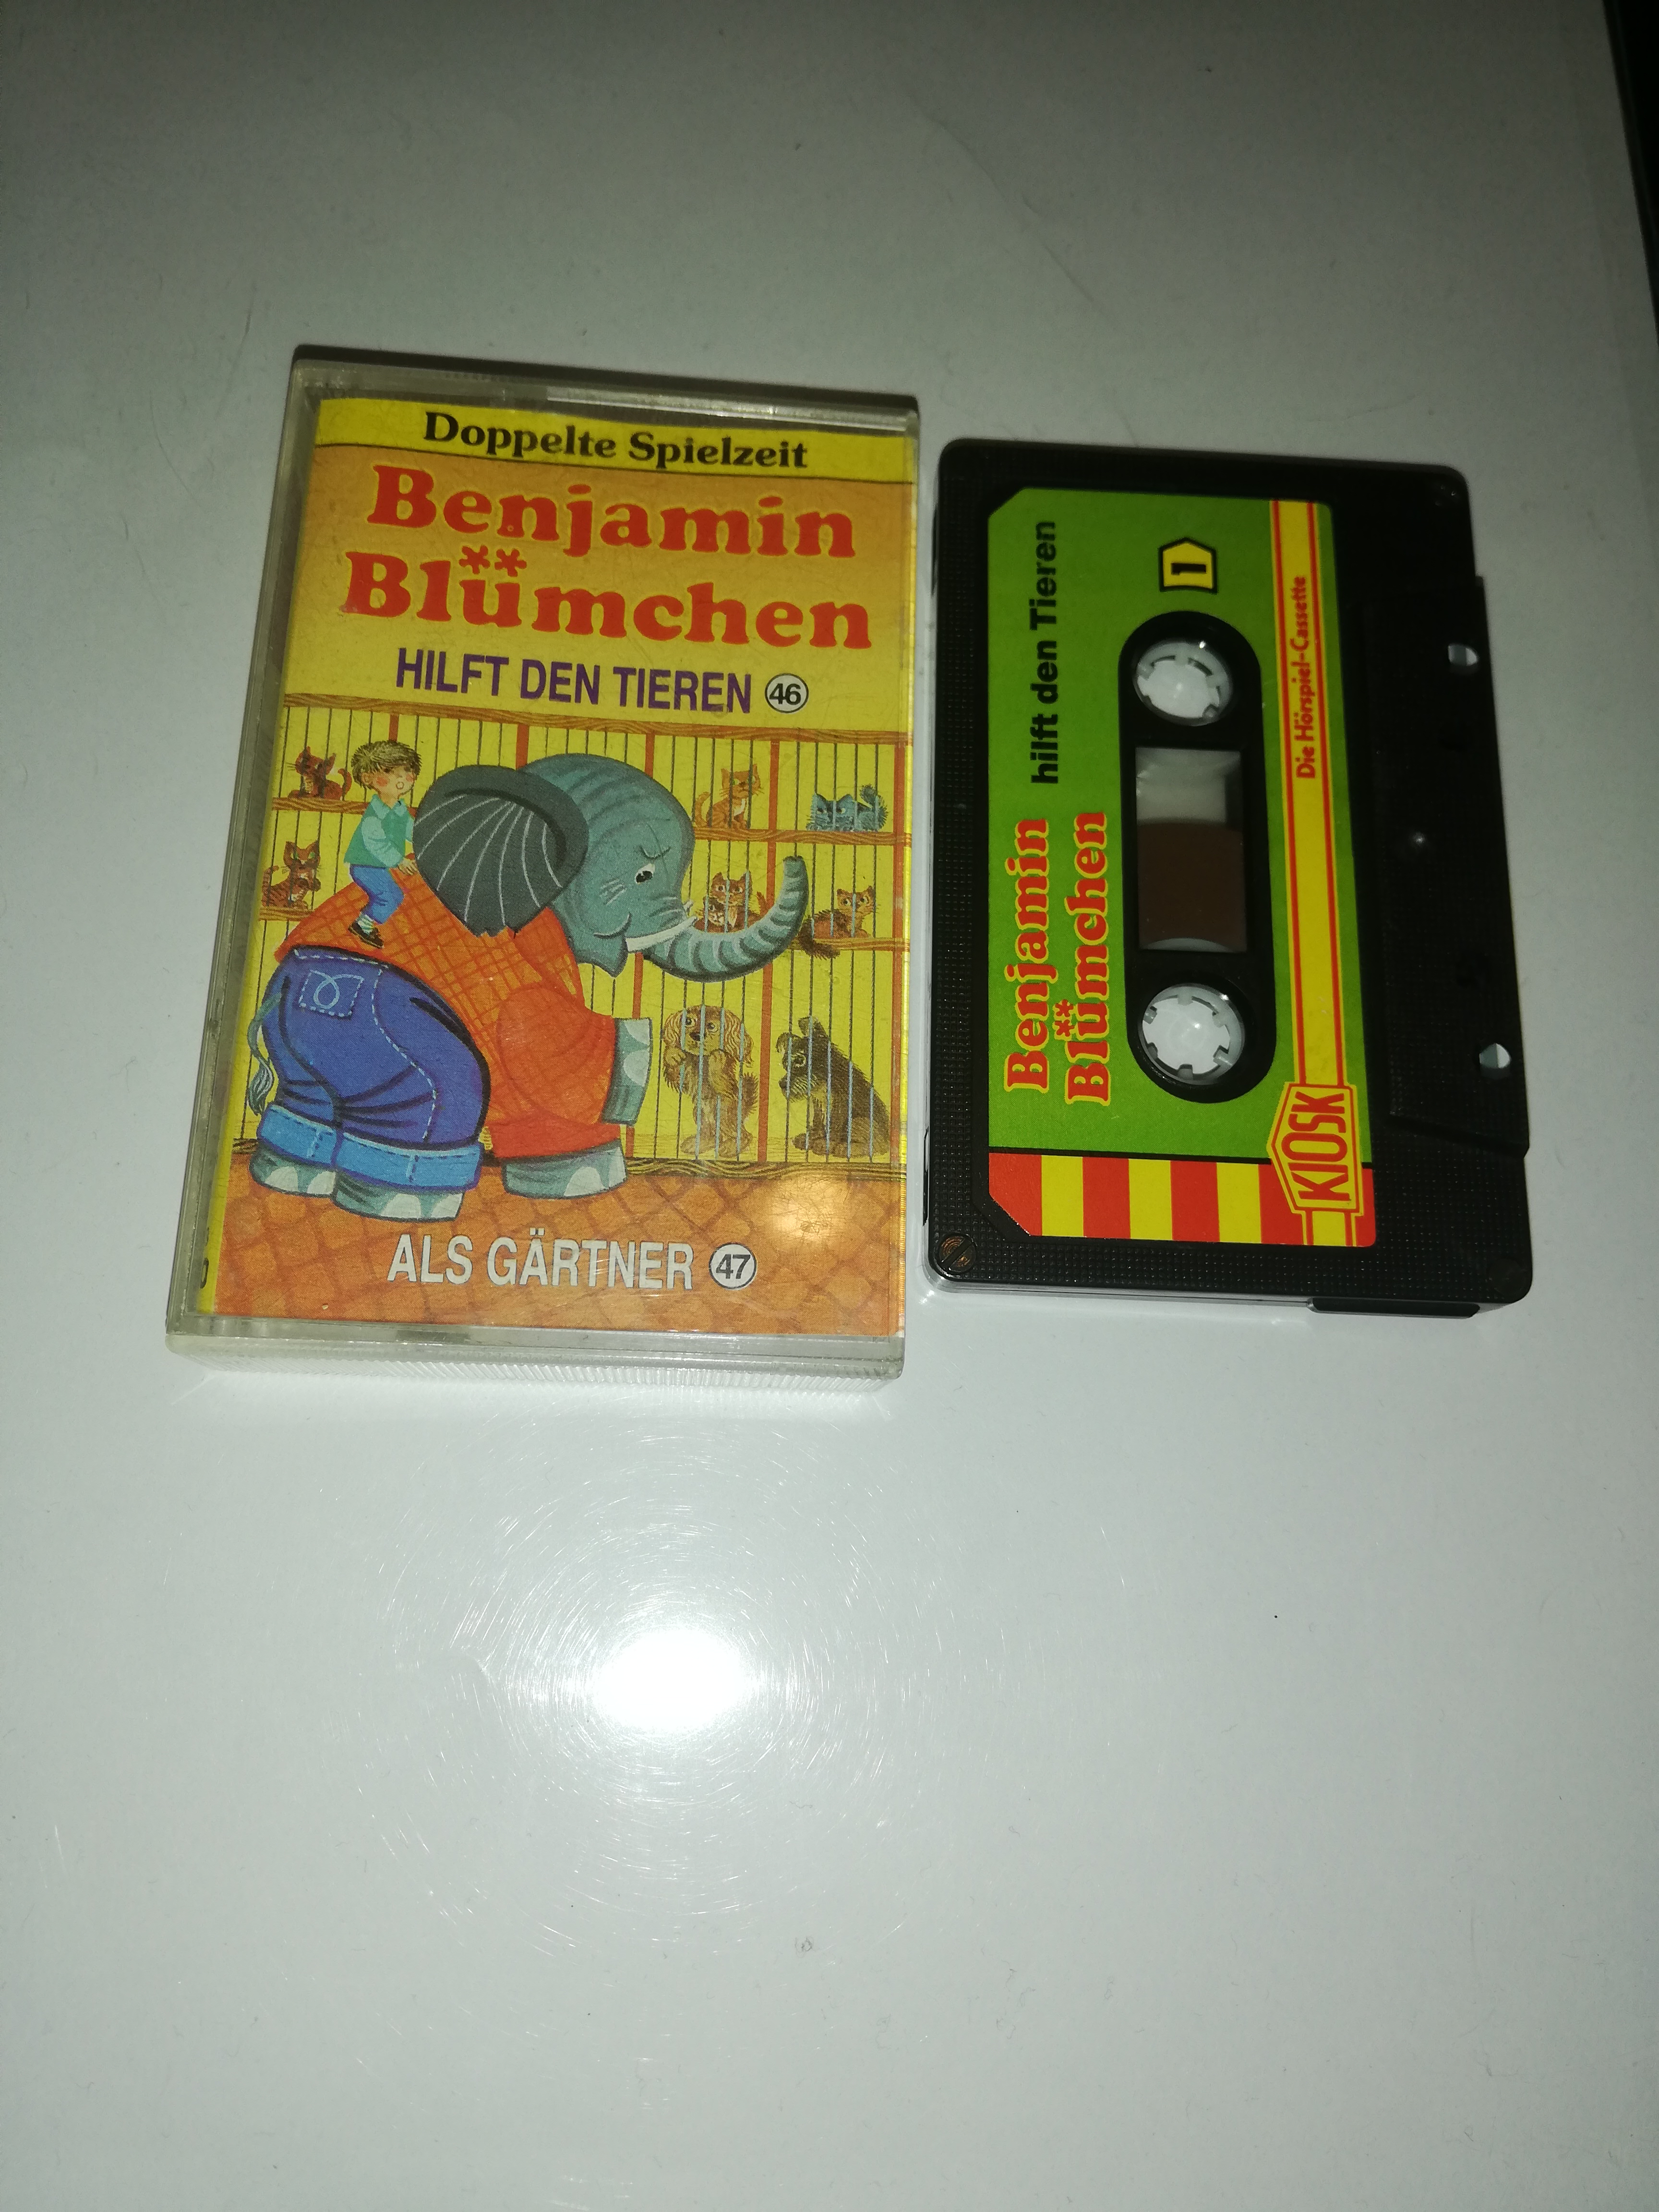 Doppelte Spielzeit
Benjamin
Blümchen
HILFT DEN TIEREN 46
ALS GÄRTNER 47
Benjamin
Blümchen
hilft den Tieren
1
Die Hörspiel-Cassette
KIOSK